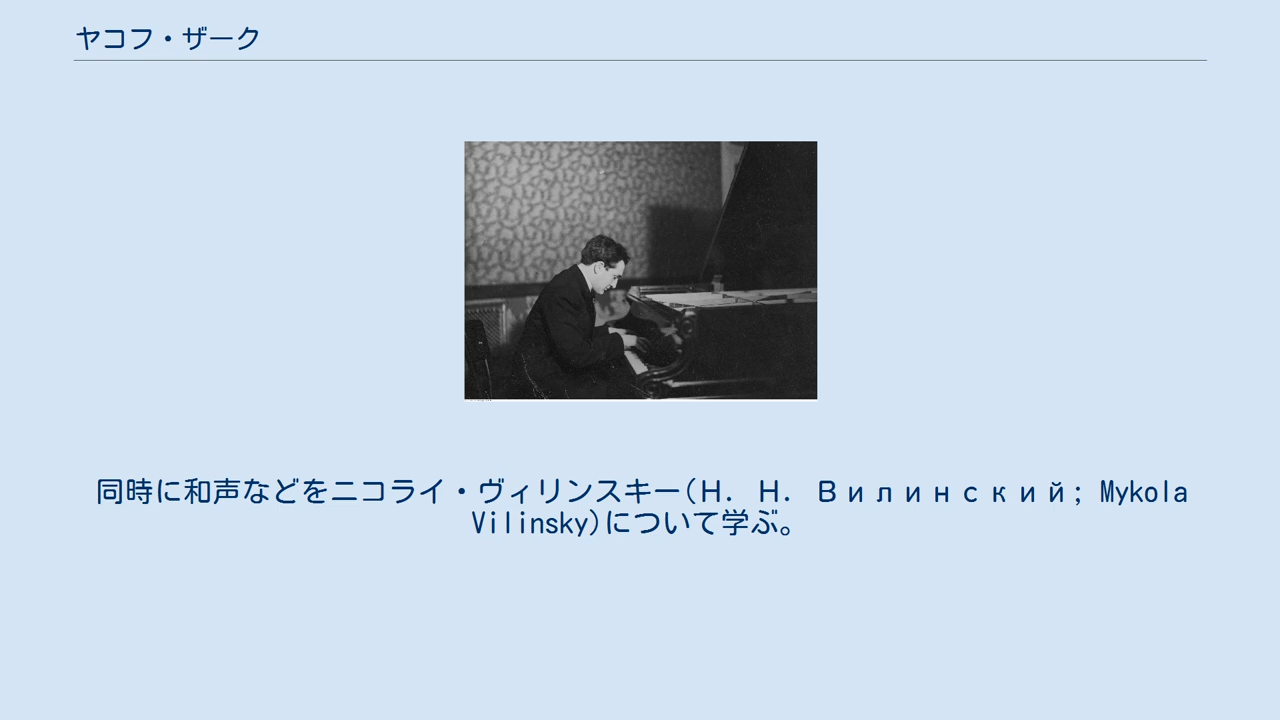 ヤコフ・ザーク
同時に和声などをニコライ・ヴィリンスキー(Н. Н. Вилинский; Mykola
Vilinsky)について学ぶ。